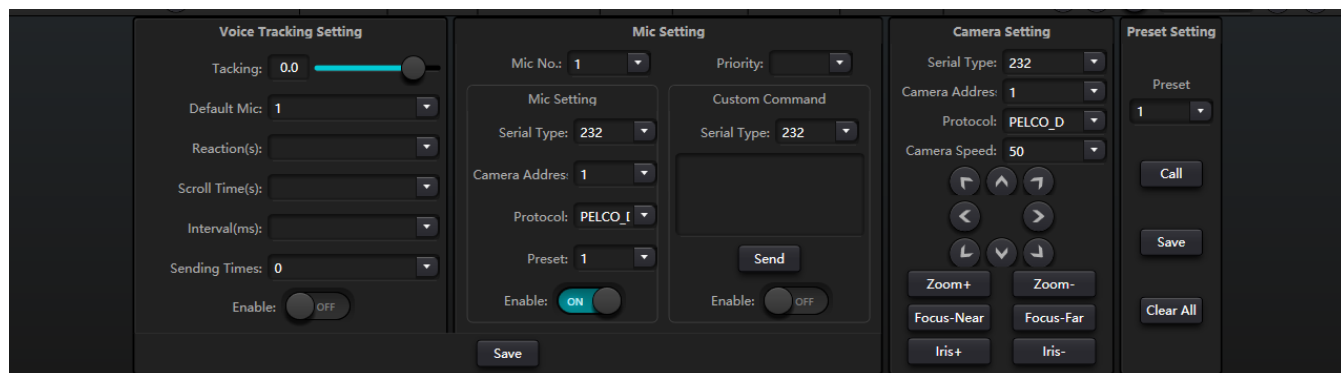 Voice Tracking Setting
Tacking: 0.0
Default Mic: 1
Reaction(s):
Scroll Time(s):
Interval(ms):
Sending Times: 0
Enable: OFF
Mic Setting
Mic No.: 1
Priority:
Mic Setting
Serial Type: 232
Camera Addres:
1
Protocol: PELCO_D
Preset: 1
Enable: ON
Custom Command
Serial Type: 232
Send
Enable: OFF
Save
Camera Setting
Serial Type: 232
Camera Addres: 1
Protocol: PELCO_D
Camera Speed: 50
Zoom+ Zoom-
Focus-Near Focus-Far
Iris+ Iris-
Preset Setting
Preset
1
Call
Save
Clear All